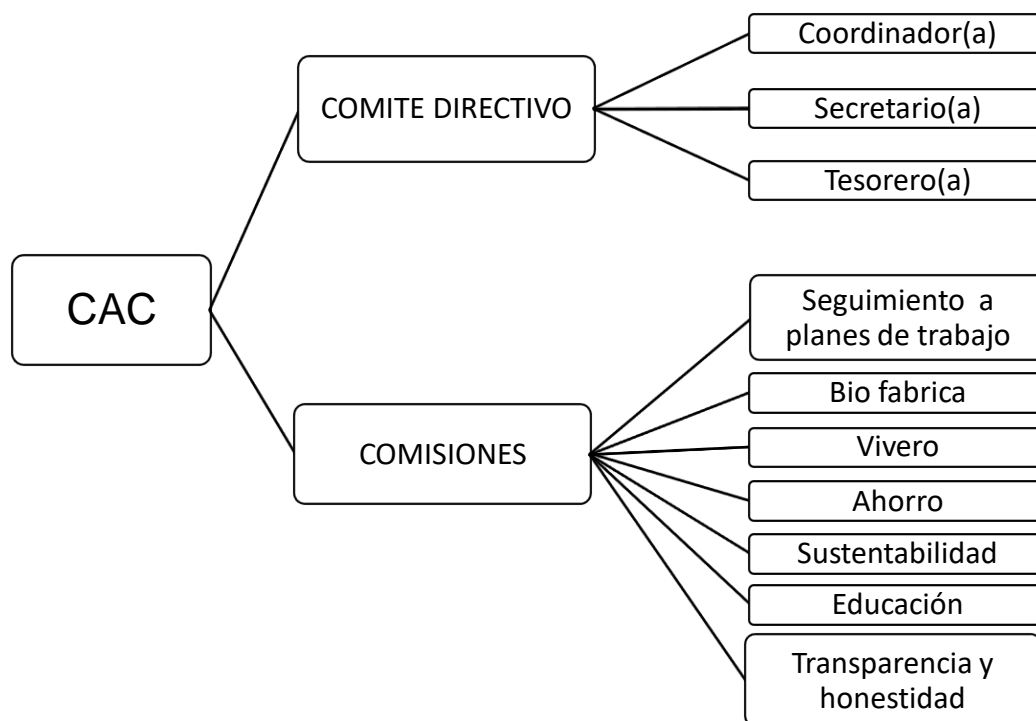 CAC
COMITE DIRECTIVO
Coordinador(a)
Secretario(a)
Tesorero(a)
COMISIONES
Seguimiento a
planes de trabajo
Bio fabrica
Vivero
Ahorro
Sustentabilidad
Educación
Transparencia y
honestidad